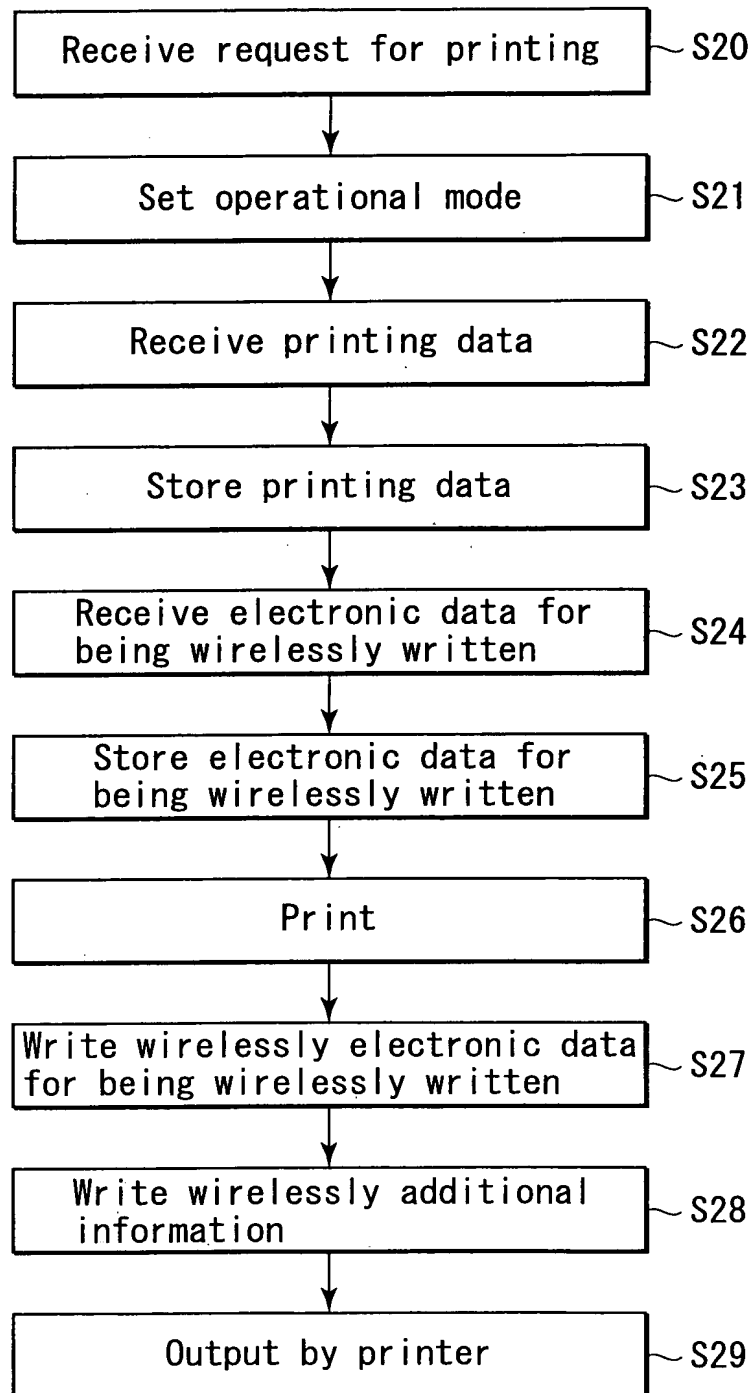 Receive request for printing S20
Set operational mode S21
Receive printing data S22
Store printing data S23
Receive electronic data for
being wirelessly written S24
Store electronic data for
being wirelessly written S25
Print S26
Write wirelessly electronic data
for being wirelessly written S27
Write wirelessly additional
information S28
Output by printer S29